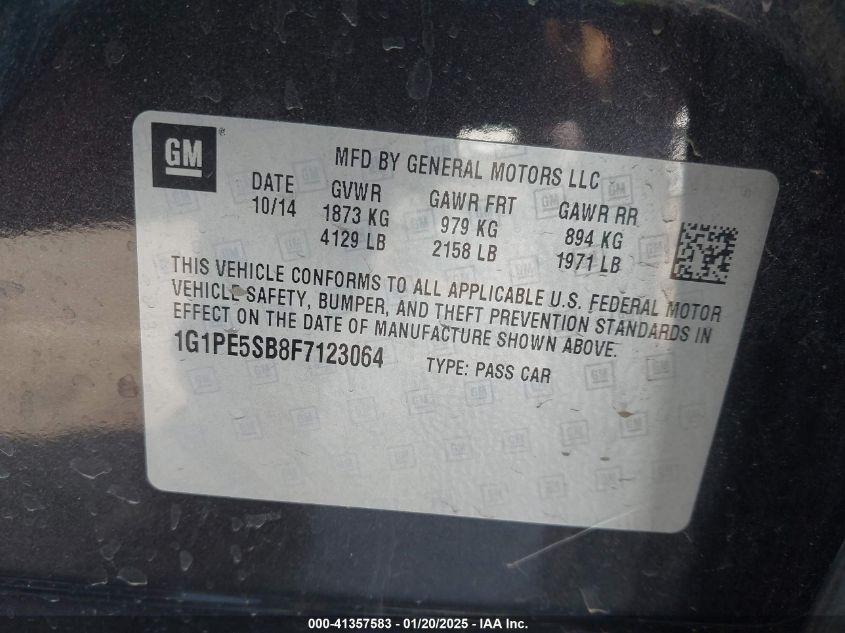 GM
MFD BY GENERAL MOTORS LLC
DATE GVWR GAWR FRT GAWR RR
10/14 1873 KG 979 KG 894 KG
4129 LB 2158 LB 1971 LB
THIS VEHICLE CONFORMS TO ALL APPLICABLE U.S. FEDERAL MOTOR
VEHICLE SAFETY, BUMPER, AND THEFT PREVENTION STANDARDS IN
EFFECT ON THE DATE OF MANUFACTURE SHOWN ABOVE.
1G1PE5SB8F7123064 TYPE: PASS CAR
000-41357583 - 01/20/2025 - IAAI Inc.